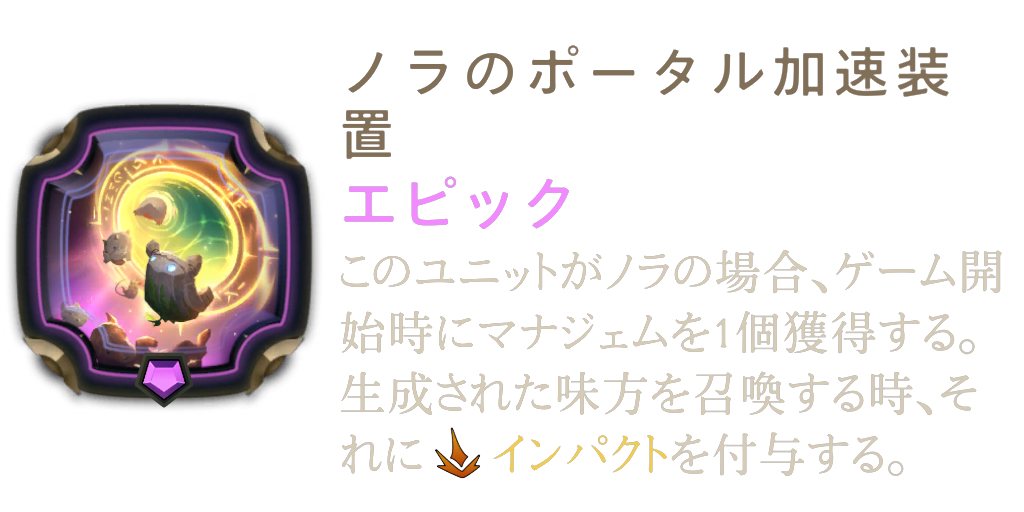 ノラのポータル加速装
置
エピック
このユニットがノラの場合、ゲーム開
始時にマナジェムを1個獲得する。
生成された味方を召喚する時、そ
れにインパクトを付与する。